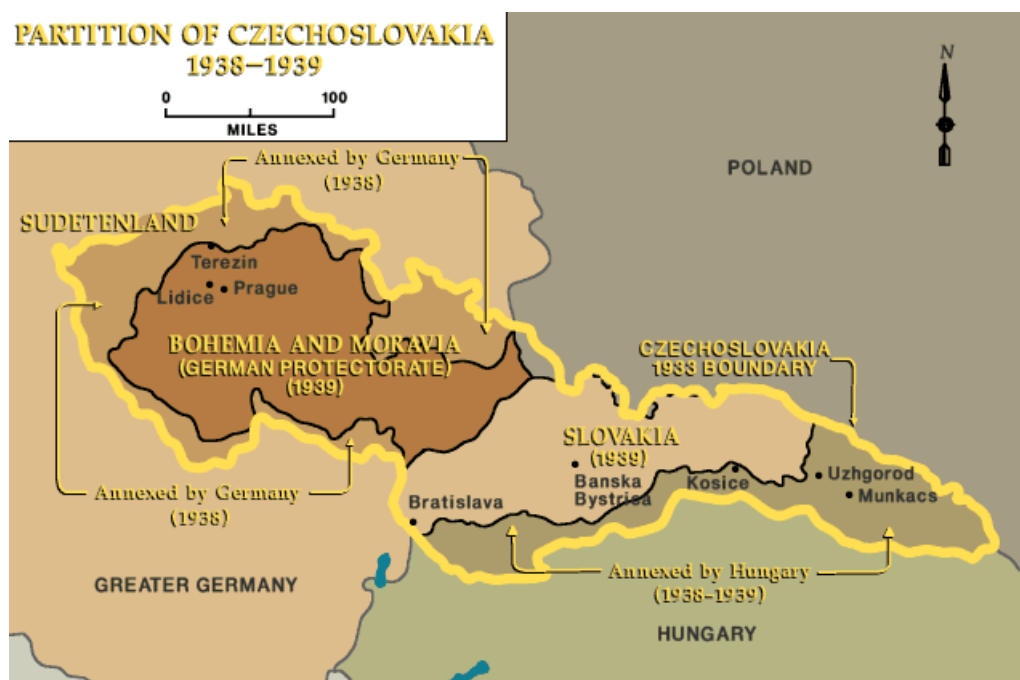 PARTITION OF CZECHOSLOVAKIA
1938–1939
0 100
MILES
N
Annexed by Germany
(1938)
POLAND
SUDETENLAND
Terezin
Lidice
Prague
BOHEMIA AND MORAVIA
(GERMAN PROTECTORATE)
(1939)
CZECHOSLOVAKIA
1933 BOUNDARY
SLOVAKIA
(1939)
Banska
Bystrisa
Kosice
Uzhgorod
Munkacs
Annexed by Germany
(1938)
Bratislava
Annexed by Hungary
(1938–1939)
GREATER GERMANY
HUNGARY